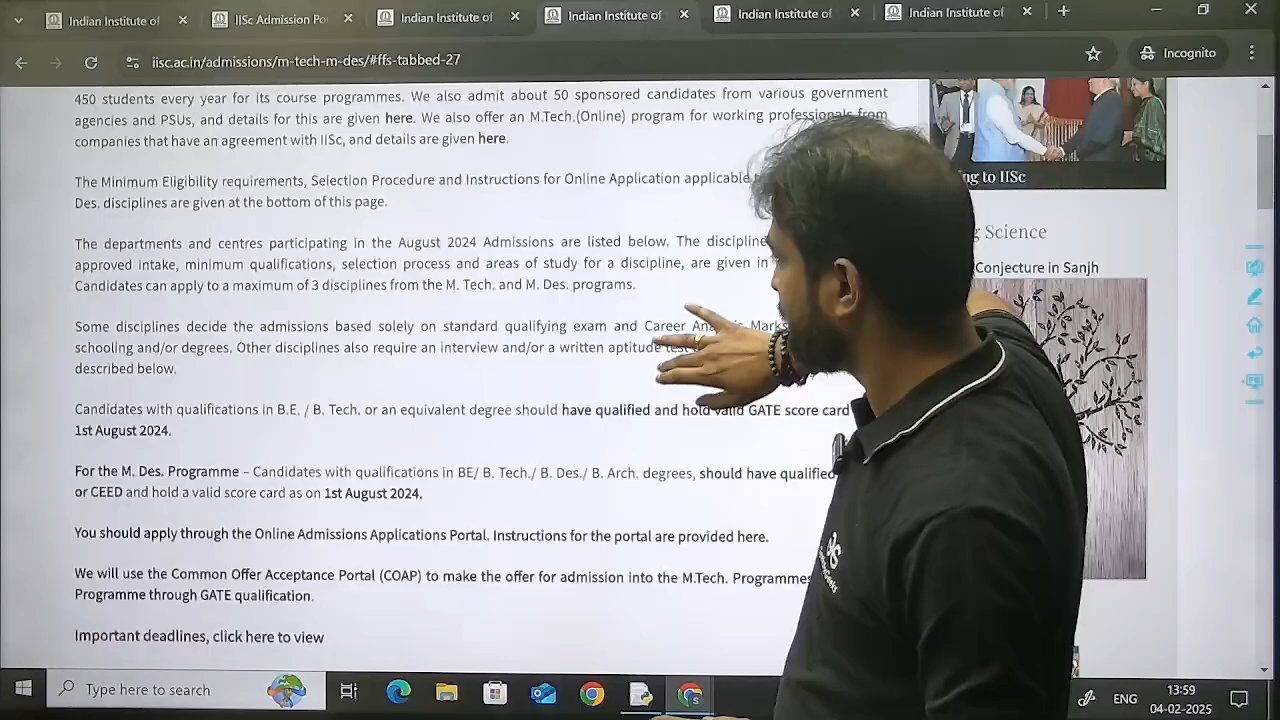 Indian Institute of
IISc Admission Po
Indian Institute of
Indian Institute of
Indian Institute of
Indian Institute of
iisc.ac.in/admissions/m-tech-m-des/#ffs-tabbed-27
Incognito
450 students every year for its course programmes. We also admit about 50 sponsored candidates from various government
agencies and PSUs, and details for this are given here. We also offer an M.Tech.(Online) program for working professionals from
companies that have an agreement with IISc, and details are given here.
ng to IISc
The Minimum Eligibility requirements, Selection Procedure and Instructions for Online Application applicable
Des. disciplines are given at the bottom of this page.
Science
The departments and centres participating in the August 2024 Admissions are listed below. The discipline
approved intake, minimum qualifications, selection process and areas of study for a discipline, are given in
Candidates can apply to a maximum of 3 disciplines from the M. Tech. and M. Des. programs.
Conjecture in Sanjh
Some disciplines decide the admissions based solely on standard qualifying exam and Career Marks
schooling and/or degrees. Other disciplines also require an interview and/or a written aptitude test
described below.
Candidates with qualifications in B.E. / B. Tech. or an equivalent degree should have qualified and hold valid GATE score card
1st August 2024.
For the M. Des. Programme – Candidates with qualifications in BE/ B. Tech./ B. Des./ B. Arch. degrees, should have qualified
or CEED and hold a valid score card as on 1st August 2024.
You should apply through the Online Admissions Applications Portal. Instructions for the portal are provided here.
We will use the Common Offer Acceptance Portal (COAP) to make the offer for admission into the M.Tech. Programmes
Programme through GATE qualification.
Important deadlines, click here to view
Type here to search
ENG
13:59
04-02-2025